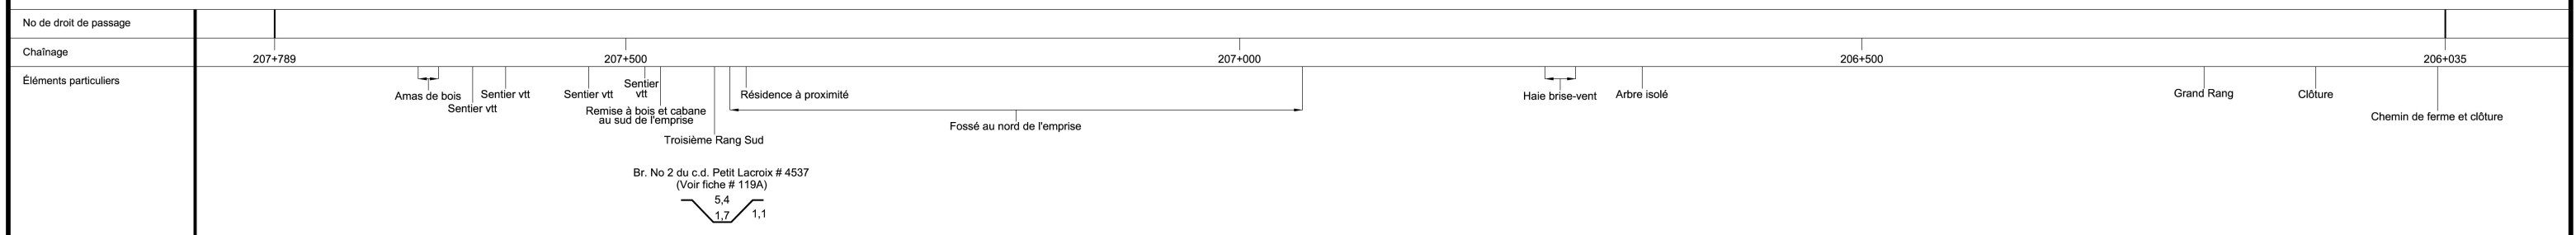 No de droit de passage
Chaînage
207+789
207+500
207+000
206+500
206+035
Éléments particuliers
Amas de bois
Sentier vtt
Sentier vtt
Sentier vtt
Sentier
vtt
Remise à bois et cabane
au sud de l'emprise
Troisième Rang Sud
Résidence à proximité
Fossé au nord de l'emprise
Haie brise-vent
Arbre isolé
Grand Rang
Clôture
Chemin de ferme et clôture
Br. No 2 du c.d. Petit Lacroix # 4537
(Voir fiche # 119A)
5,4
1,7
1,1